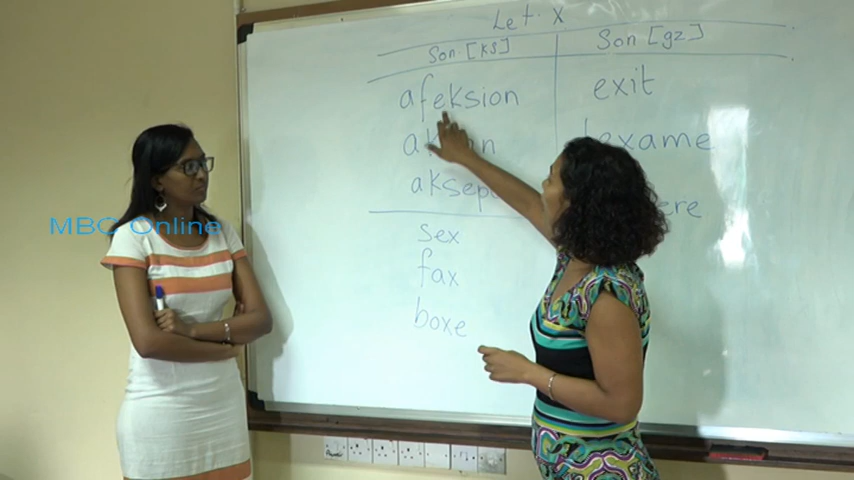 Let X
Son [ks] Son [gz]
afeksion exit
exame
sex
fax
boxe
MBC Online